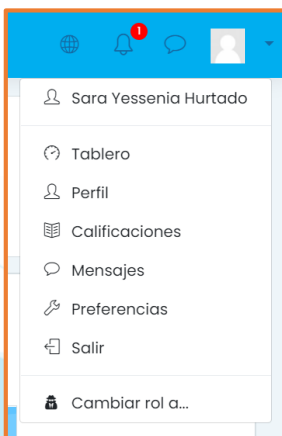 1
Sara Yessenia Hurtado
Tablero
Perfil
Calificaciones
Mensajes
Preferencias
Salir
Cambiar rol a...